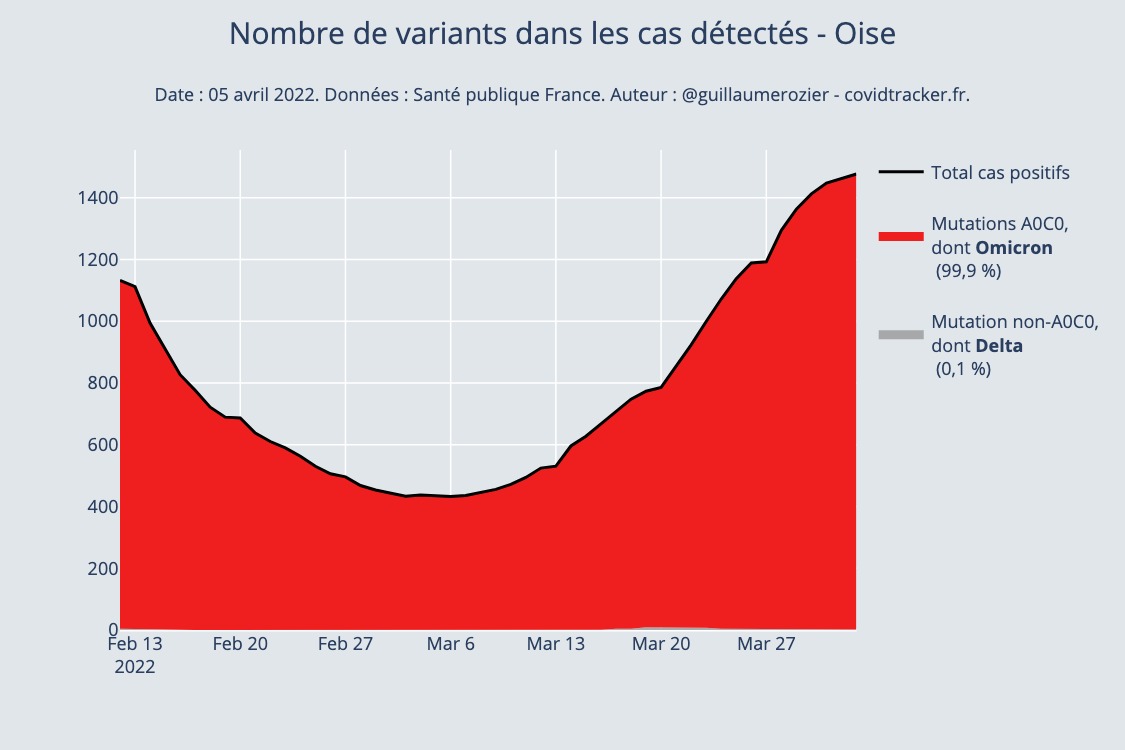 Nombre de variants dans les cas détectés - Oise
Date : 05 avril 2022. Données : Santé publique France. Auteur : @guillaumerozier - covidtracker.fr.
1400
1200
1000
800
600
400
200
0
Feb 13
2022
Feb 20
Feb 27
Mar 6
Mar 13
Mar 20
Mar 27
Total cas positifs
Mutations A0C0,
dont Omicron
(99,9 %)
Mutation non-A0C0,
dont Delta
(0,1 %)